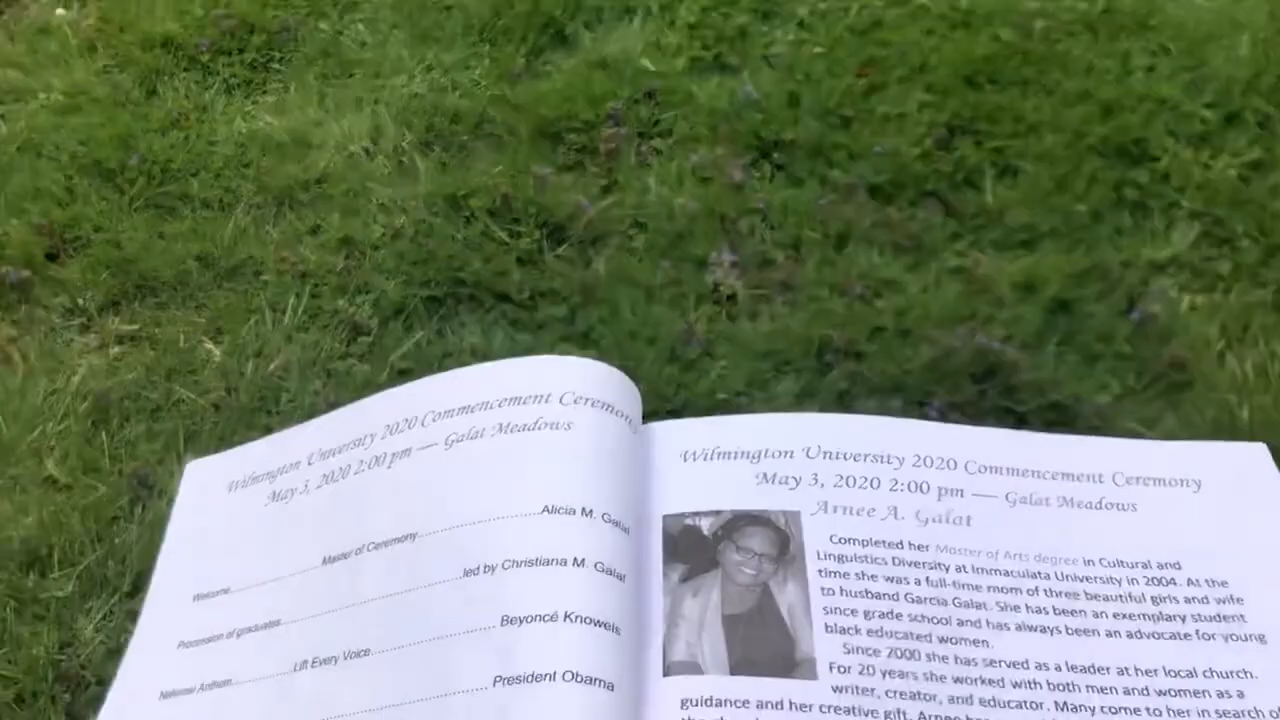 Wilmington University 2020 Commencement Ceremony
May 3, 2020 2:00 pm — Galat Meadows
Welcome....................Master of Ceremony....................Alicia M. Galat
Procession of graduates....................led by Christiana M. Galat
National Anthem..............Lift Every Voice....................Beyoncé Knowels
....................President Obama
Wilmington University 2020 Commencement Ceremony
May 3, 2020 2:00 pm — Galat Meadows
Arnee A. Galat
Completed her Master of Arts degree in Cultural and
Linguistics Diversity at Immaculata University in 2004. At the
time she was a full-time mom of three beautiful girls and wife
to husband Garcia Galat. She has been an exemplary student
since grade school and has always been an advocate for young
black educated women.
Since 2000 she has served as a leader at her local church.
For 20 years she worked with both men and women as a
writer, creator, and educator. Many come to her in search of
guidance and her creative gift. Arnee